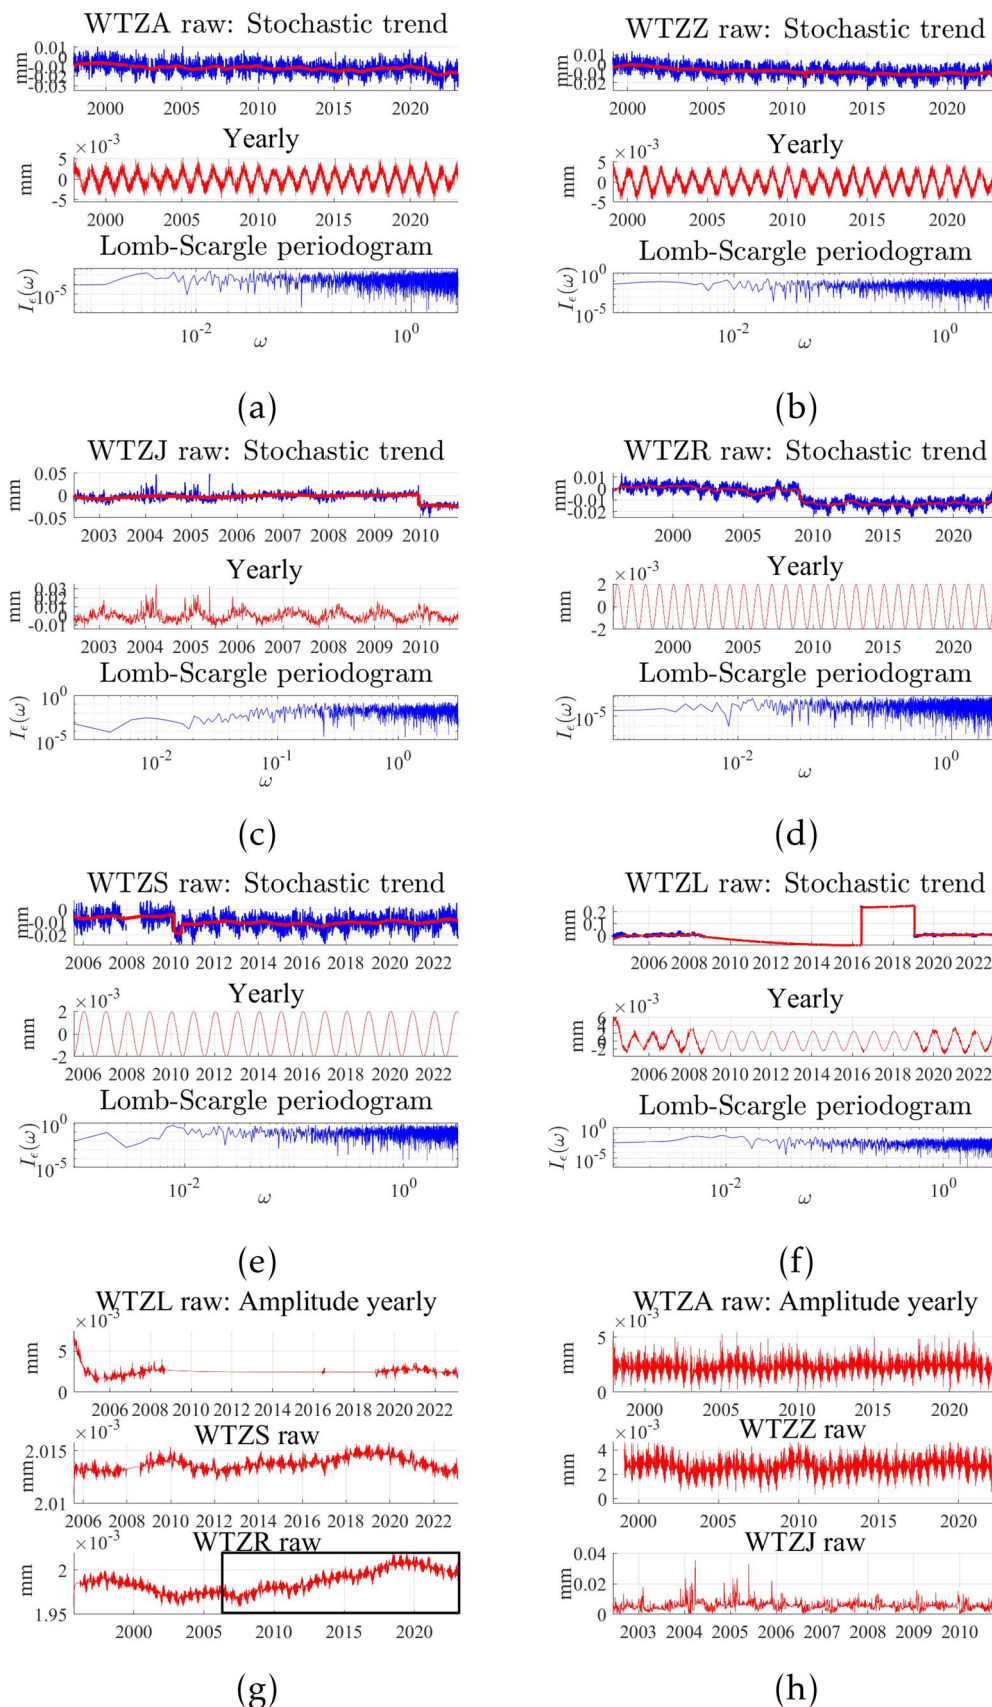 WTZA raw: Stochastic trend
mm
0.01
0
-0.01
-0.02
-0.03
2000 2005 2010 2015 2020
×10⁻³
Yearly
mm
5
0
-5
2000 2005 2010 2015 2020
Lomb-Scargle periodogram
I_ϵ(ω)
10⁻⁵
10⁻² 10⁰
ω
(a)
WTZZ raw: Stochastic trend
mm
0.01
0
-0.01
-0.02
2000 2005 2010 2015 2020
×10⁻³
Yearly
mm
5
0
-5
2000 2005 2010 2015 2020
Lomb-Scargle periodogram
I_ϵ(ω)
10⁰
10⁻⁵
10⁻² 10⁰
ω
(b)
WTZJ raw: Stochastic trend
mm
0.05
0
-0.05
2003 2004 2005 2006 2007 2008 2009 2010
Yearly
mm
0.03
0.02
0.01
0
-0.01
2003 2004 2005 2006 2007 2008 2009 2010
Lomb-Scargle periodogram
I_ϵ(ω)
10⁰
10⁻⁵
10⁻² 10⁻¹ 10⁰
ω
(c)
WTZR raw: Stochastic trend
mm
0.01
0
-0.01
-0.02
2000 2005 2010 2015 2020
×10⁻³
Yearly
mm
2
0
-2
2000 2005 2010 2015 2020
Lomb-Scargle periodogram
I_ϵ(ω)
10⁻⁵
10⁻² 10⁰
ω
(d)
WTZS raw: Stochastic trend
mm
0
-0.01
-0.02
2006 2008 2010 2012 2014 2016 2018 2020 2022
×10⁻³
Yearly
mm
2
0
-2
2006 2008 2010 2012 2014 2016 2018 2020 2022
Lomb-Scargle periodogram
I_ϵ(ω)
10⁰
10⁻⁵
10⁻² 10⁰
ω
(e)
WTZL raw: Stochastic trend
mm
0.2
0.1
0
2006 2008 2010 2012 2014 2016 2018 2020 2022
×10⁻³
Yearly
mm
6
4
2
0
-2
2006 2008 2010 2012 2014 2016 2018 2020 2022
Lomb-Scargle periodogram
I_ϵ(ω)
10⁰
10⁻⁵
10⁻² 10⁰
ω
(f)
WTZL raw: Amplitude yearly
×10⁻³
mm
5
0
2006 2008 2010 2012 2014 2016 2018 2020 2022
×10⁻³
WTZS raw
mm
2.015
2.01
2006 2008 2010 2012 2014 2016 2018 2020 2022
×10⁻³
WTZR raw
mm
2
1.95
2000 2005 2010 2015 2020
(g)
WTZA raw: Amplitude yearly
×10⁻³
mm
5
0
2000 2005 2010 2015 2020
×10⁻³
WTZZ raw
mm
4
2
0
2000 2005 2010 2015 2020
WTZJ raw
mm
0.04
0.02
0
2003 2004 2005 2006 2007 2008 2009 2010
(h)